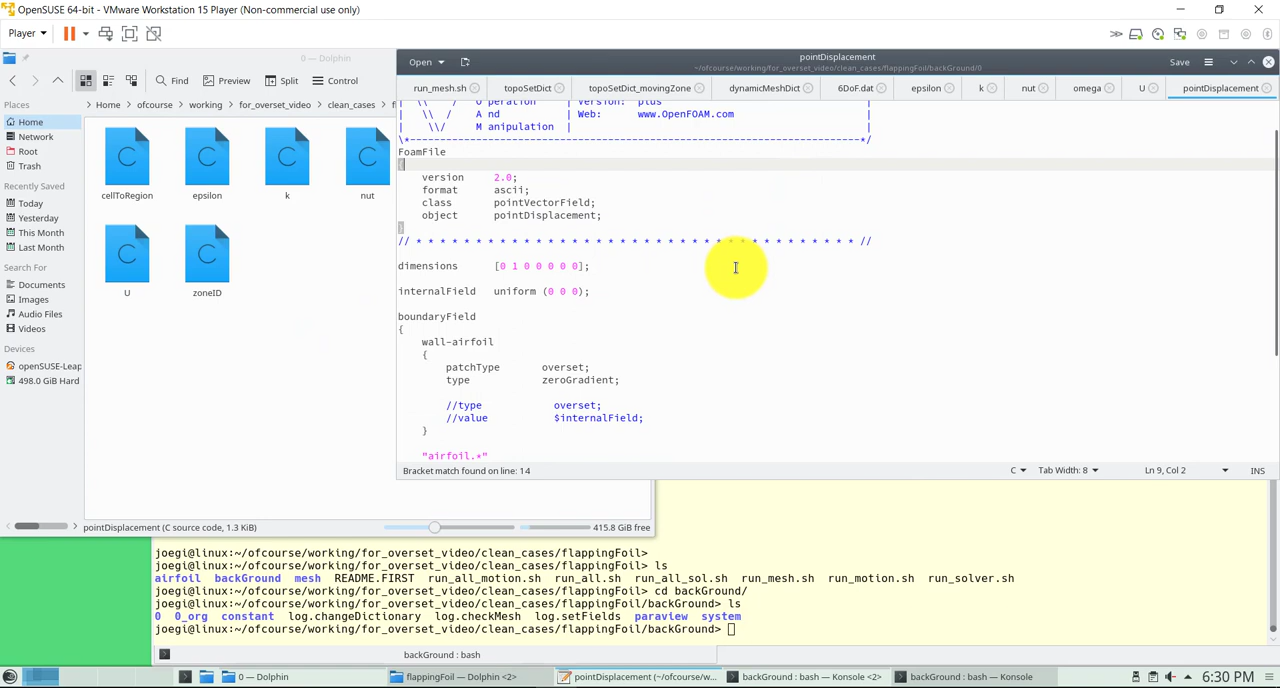 OpenSUSE 64-bit - VMware Workstation 15 Player (Non-commercial use only)
Player
0 — Dolphin
Find Preview Split Control
Places
Home
Network
Root
Trash
Recently Saved
Today
Yesterday
This Month
Last Month
Search For
Documents
Images
Audio Files
Videos
Devices
openSUSE-Leap
498.0 GiB Hard
Home > ofcourse > working > for_overset_video > clean_cases >
cellToRegion epsilon k nut
U zoneID
pointDisplacement (C source code, 1.3 KiB)
415.8 GiB free
pointDisplacement
~/ofcourse/working/for_overset_video/clean_cases/flappingFoil/backGround/0
Open Save
run_mesh.sh topoSetDict topoSetDict_movingZone dynamicMeshDict 6DoF.dat epsilon k nut omega U pointDisplacement
\\ / O peration | Version: plus |
\\ / A nd | Web: www.OpenFOAM.com |
\\/ M anipulation | |
\*---------------------------------------------------------------------------*/
FoamFile
{
version 2.0;
format ascii;
class pointVectorField;
object pointDisplacement;
}
// * * * * * * * * * * * * * * * * * * * * * * * * * * * * * * * * * * * * * //
dimensions [0 1 0 0 0 0 0];
internalField uniform (0 0 0);
boundaryField
{
wall-airfoil
{
patchType overset;
type zeroGradient;
//type overset;
//value $internalField;
}
"airfoil.*"
Bracket match found on line: 14
C Tab Width: 8 Ln 9, Col 2 INS
joegi@linux:~/ofcourse/working/for_overset_video/clean_cases/flappingFoil>
joegi@linux:~/ofcourse/working/for_overset_video/clean_cases/flappingFoil> ls
airfoil backGround mesh README.FIRST run_all_motion.sh run_all.sh run_all_sol.sh run_mesh.sh run_motion.sh run_solver.sh
joegi@linux:~/ofcourse/working/for_overset_video/clean_cases/flappingFoil> cd backGround/
joegi@linux:~/ofcourse/working/for_overset_video/clean_cases/flappingFoil/backGround> ls
0 0_org constant log.changeDictionary log.checkMesh log.setFields paraview system
joegi@linux:~/ofcourse/working/for_overset_video/clean_cases/flappingFoil/backGround>
backGround : bash
0 — Dolphin
flappingFoil — Dolphin <2>
pointDisplacement (~/ofcourse/w...
backGround : bash — Konsole <2>
backGround : bash — Konsole
6:30 PM